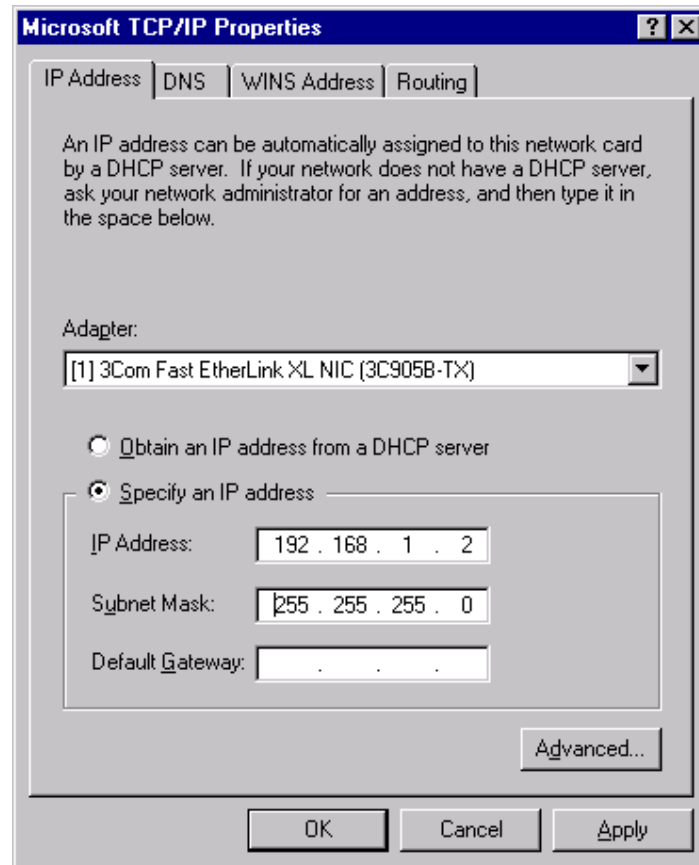 Microsoft TCP/IP Properties
IP Address DNS WINS Address Routing
An IP address can be automatically assigned to this network card
by a DHCP server. If your network does not have a DHCP server,
ask your network administrator for an address, and then type it in
the space below.
Adapter:
[1] 3Com Fast EtherLink XL NIC (3C905B-TX)
Obtain an IP address from a DHCP server
Specify an IP address
IP Address: 192 . 168 . 1 . 2
Subnet Mask: 255 . 255 . 255 . 0
Default Gateway: . . .
Advanced...
OK Cancel Apply